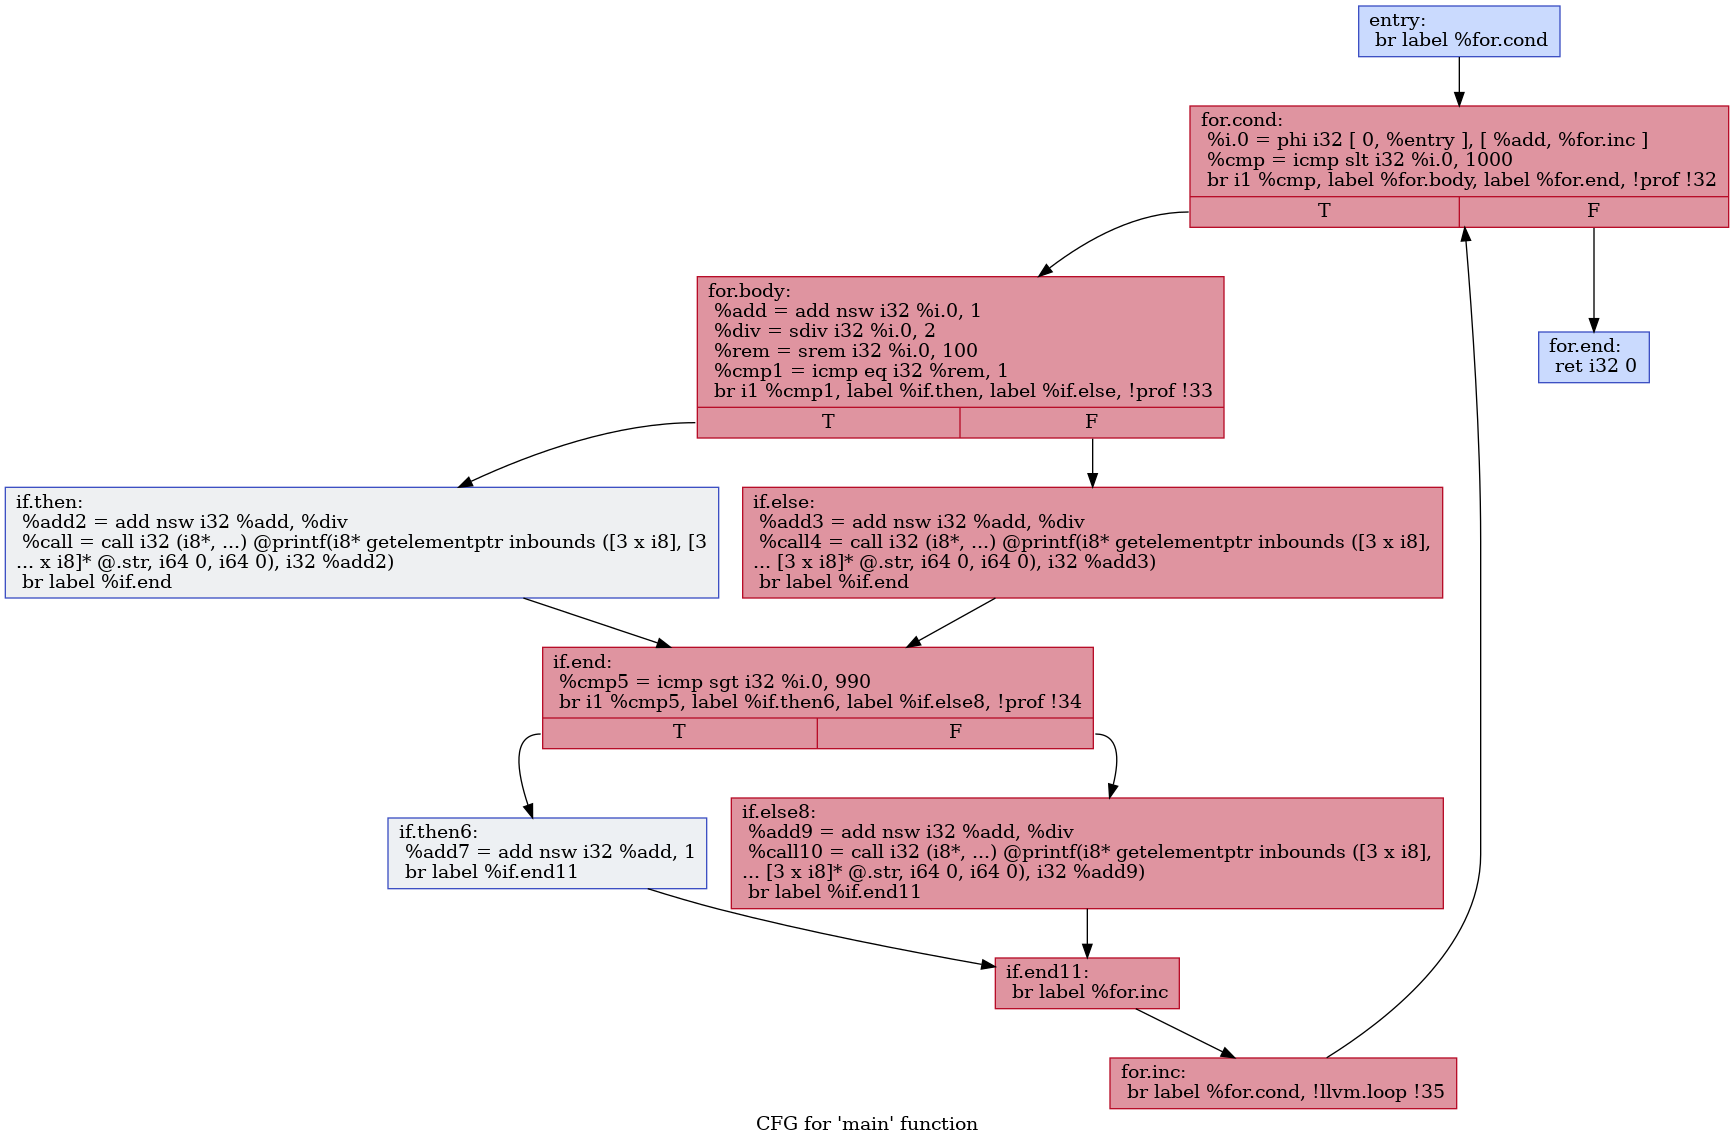 entry:
br label %for.cond
for.cond:
%i.0 = phi i32 [ 0, %entry ], [ %add, %for.inc ]
%cmp = icmp slt i32 %i.0, 1000
br i1 %cmp, label %for.body, label %for.end, !prof !32
T F
for.body:
%add = add nsw i32 %i.0, 1
%div = sdiv i32 %i.0, 2
%rem = srem i32 %i.0, 100
%cmp1 = icmp eq i32 %rem, 1
br i1 %cmp1, label %if.then, label %if.else, !prof !33
T F
for.end:
ret i32 0
if.then:
%add2 = add nsw i32 %add, %div
%call = call i32 (i8*, ...) @printf(i8* getelementptr inbounds ([3 x i8], [3
... x i8]* @.str, i64 0, i64 0), i32 %add2)
br label %if.end
if.else:
%add3 = add nsw i32 %add, %div
%call4 = call i32 (i8*, ...) @printf(i8* getelementptr inbounds ([3 x i8],
... [3 x i8]* @.str, i64 0, i64 0), i32 %add3)
br label %if.end
if.end:
%cmp5 = icmp sgt i32 %i.0, 990
br i1 %cmp5, label %if.then6, label %if.else8, !prof !34
T F
if.then6:
%add7 = add nsw i32 %add, 1
br label %if.end11
if.else8:
%add9 = add nsw i32 %add, %div
%call10 = call i32 (i8*, ...) @printf(i8* getelementptr inbounds ([3 x i8],
... [3 x i8]* @.str, i64 0, i64 0), i32 %add9)
br label %if.end11
if.end11:
br label %for.inc
for.inc:
br label %for.cond, !llvm.loop !35
CFG for 'main' function